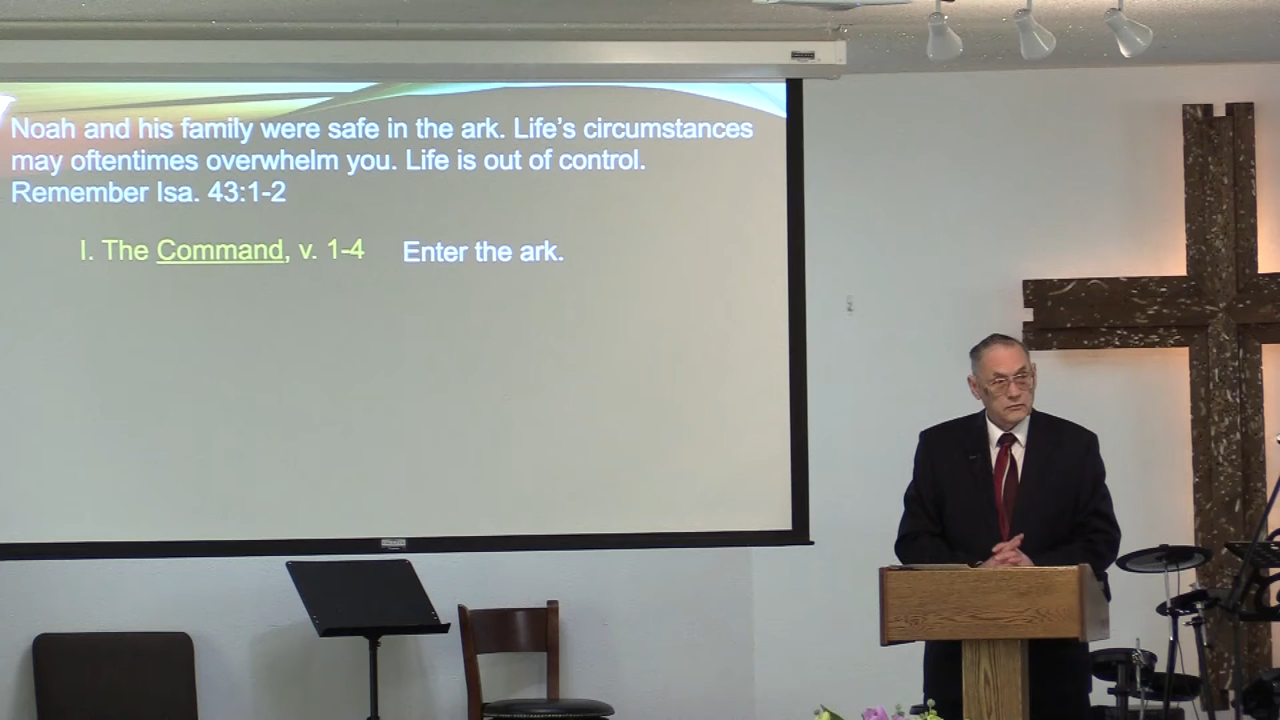 Noah and his family were safe in the ark. Life's circumstances
may oftentimes overwhelm you. Life is out of control.
Remember Isa. 43:1-2
I. The Command, v. 1-4 Enter the ark.